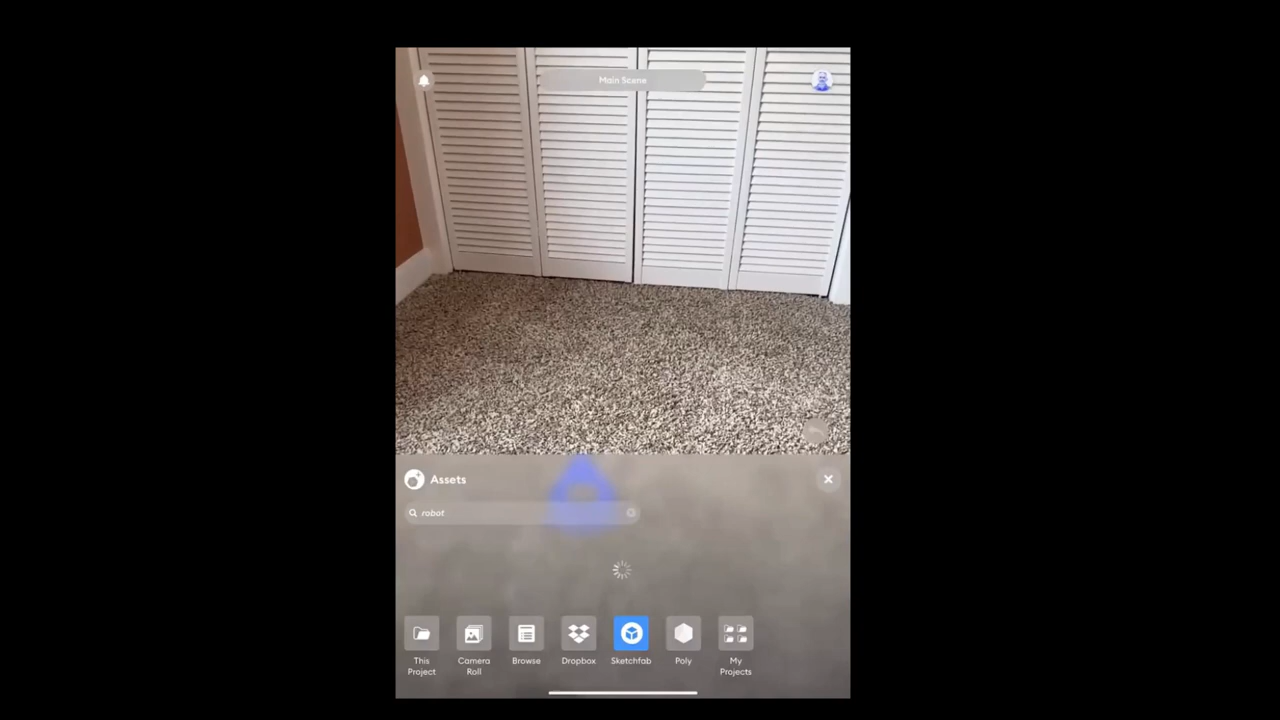 Main Scene
Assets
robot
This Project
Camera Roll
Browse
Dropbox
Sketchfab
Poly
My Projects